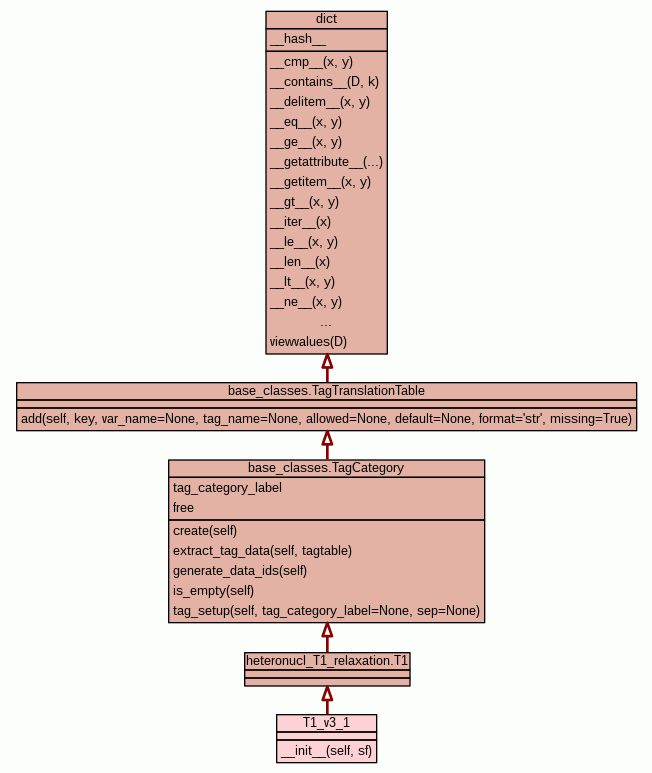 dict
__hash__
__cmp__(x, y)
__contains__(D, k)
__delitem__(x, y)
__eq__(x, y)
__ge__(x, y)
__getattribute__(...)
__getitem__(x, y)
__gt__(x, y)
__iter__(x)
__le__(x, y)
__len__(x)
__lt__(x, y)
__ne__(x, y)
...
viewvalues(D)
base_classes.TagTranslationTable
add(self, key, var_name=None, tag_name=None, allowed=None, default=None, format='str', missing=True)
base_classes.TagCategory
tag_category_label
free
create(self)
extract_tag_data(self, tagtable)
generate_data_ids(self)
is_empty(self)
tag_setup(self, tag_category_label=None, sep=None)
heteronucl_T1_relaxation.T1
T1_v3_1
__init__(self, sf)